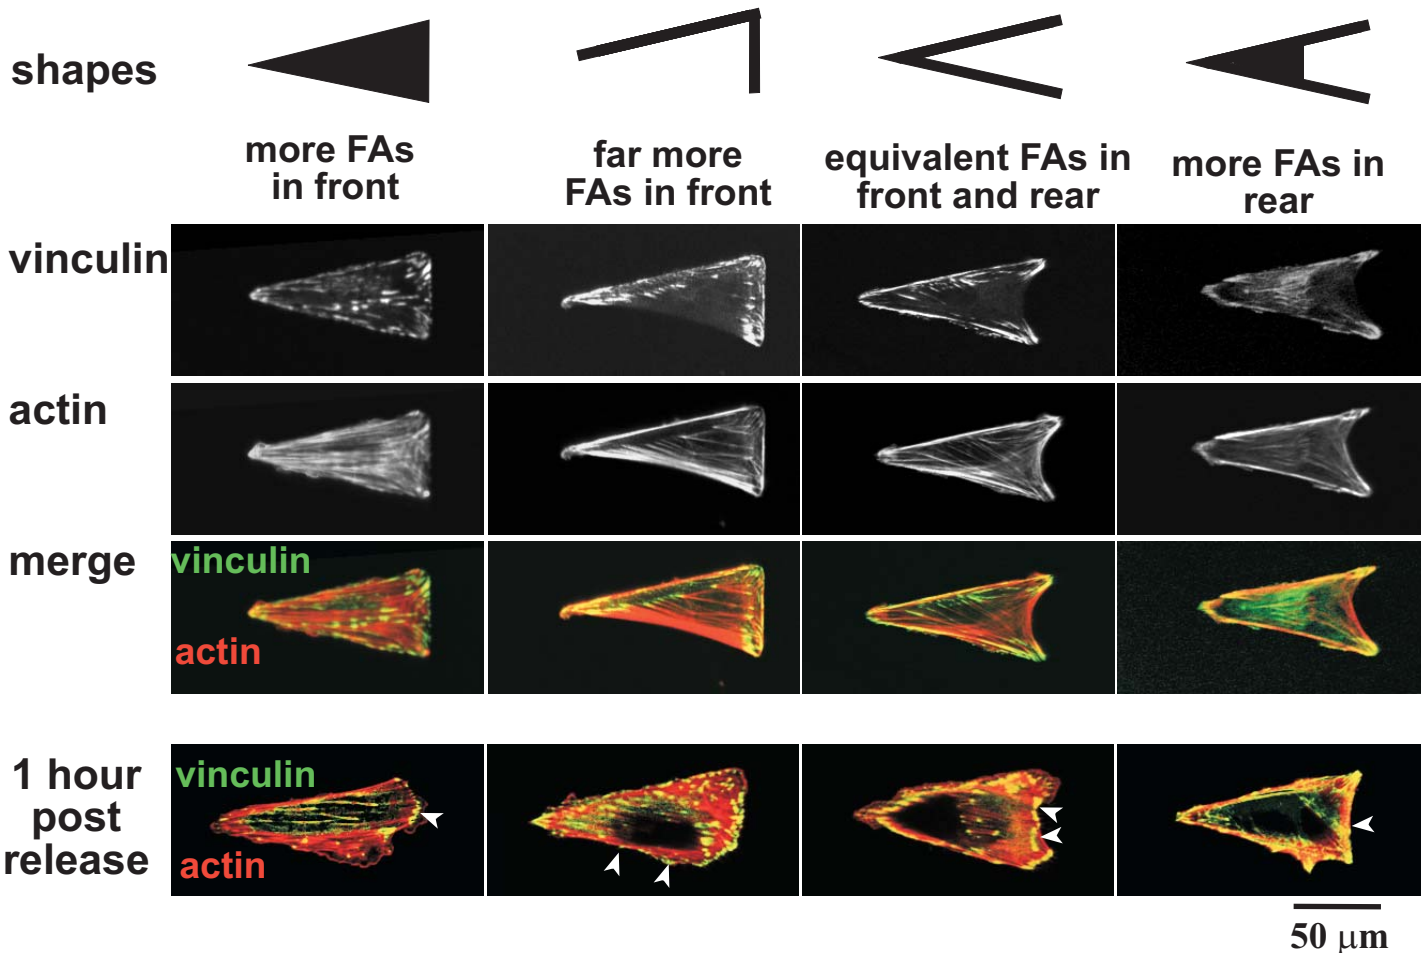 shapes
more FAs
in front
far more
FAs in front
equivalent FAs in
front and rear
more FAs in
rear
vinculin
actin
merge
vinculin
actin
1 hour
post
release
vinculin
actin
50 μm